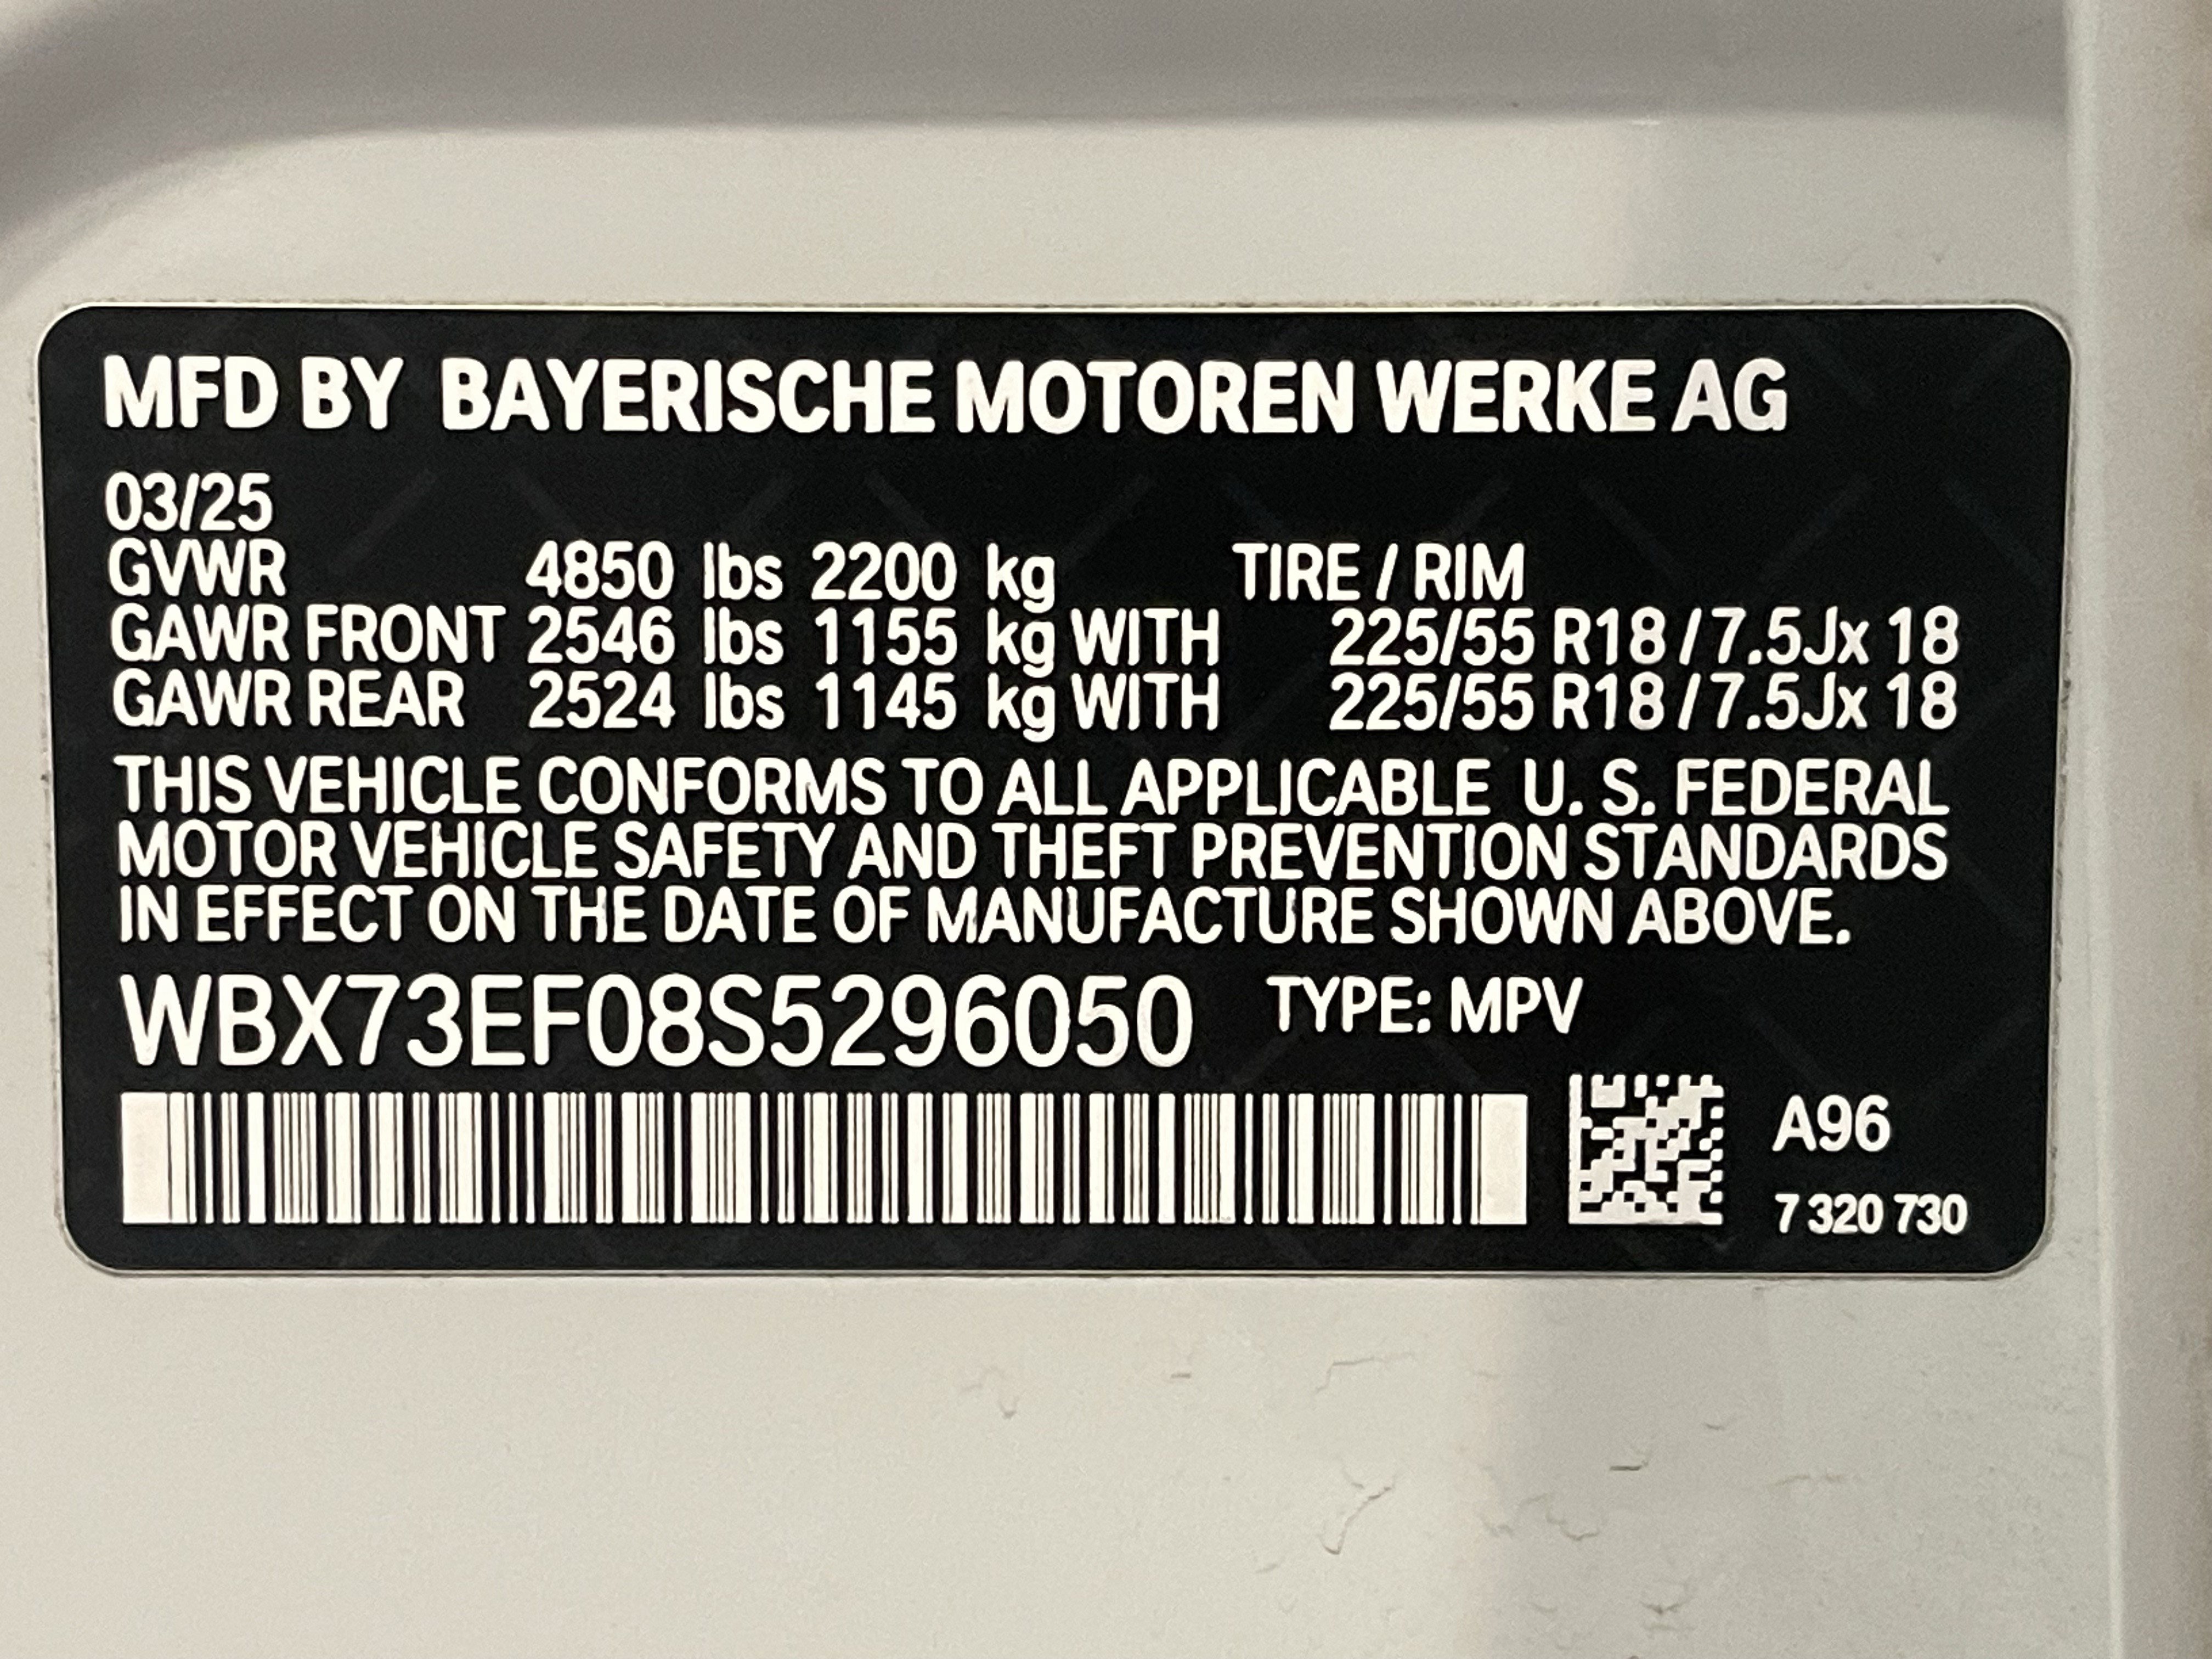 MFD BY BAYERISCHE MOTOREN WERKE AG
03/25
GVWR 4850 lbs 2200 kg TIRE / RIM
GAWR FRONT 2546 lbs 1155 kg WITH 225/55 R18 / 7.5Jx 18
GAWR REAR 2524 lbs 1145 kg WITH 225/55 R18 / 7.5Jx 18
THIS VEHICLE CONFORMS TO ALL APPLICABLE U. S. FEDERAL
MOTOR VEHICLE SAFETY AND THEFT PREVENTION STANDARDS
IN EFFECT ON THE DATE OF MANUFACTURE SHOWN ABOVE.
WBX73EF08S5296050 TYPE: MPV
A96
7 320 730